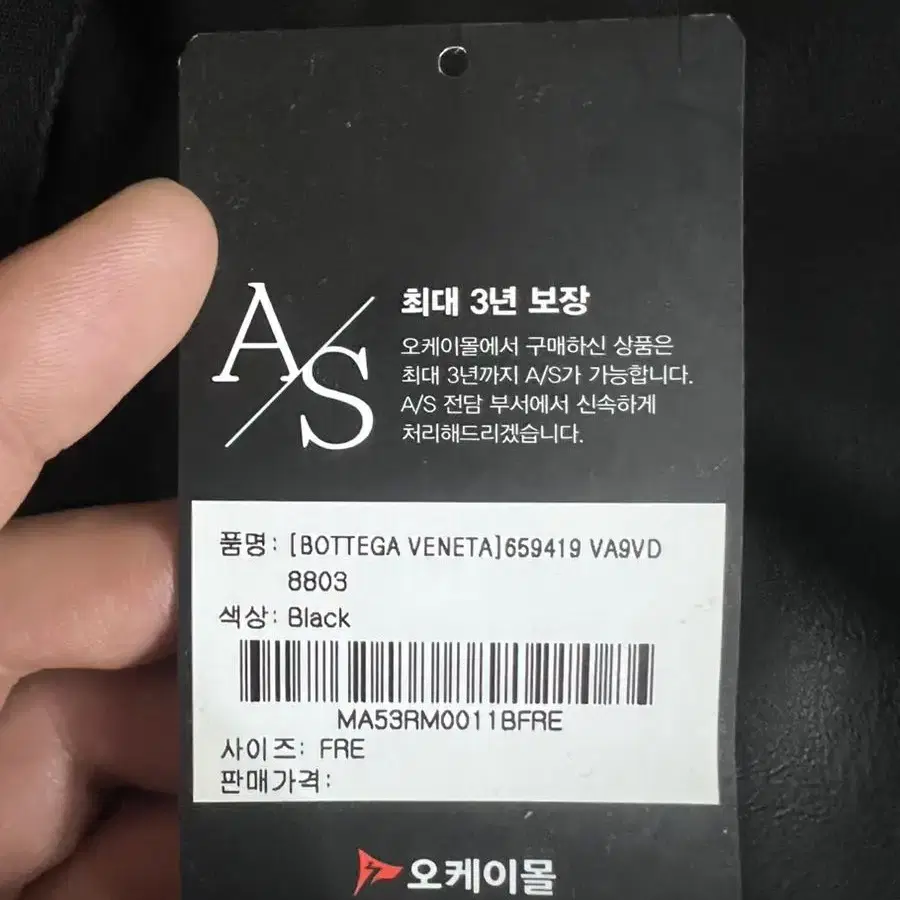 A/S
최대 3년 보장
오케이몰에서 구매하신 상품은
최대 3년까지 A/S가 가능합니다.
A/S 전담 부서에서 신속하게
처리해드리겠습니다.
품명: [BOTTEGA VENETA]659419 VA9VD
8803
색상: Black
MA53RM0011BFRE
사이즈: FRE
판매가격:
오케이몰